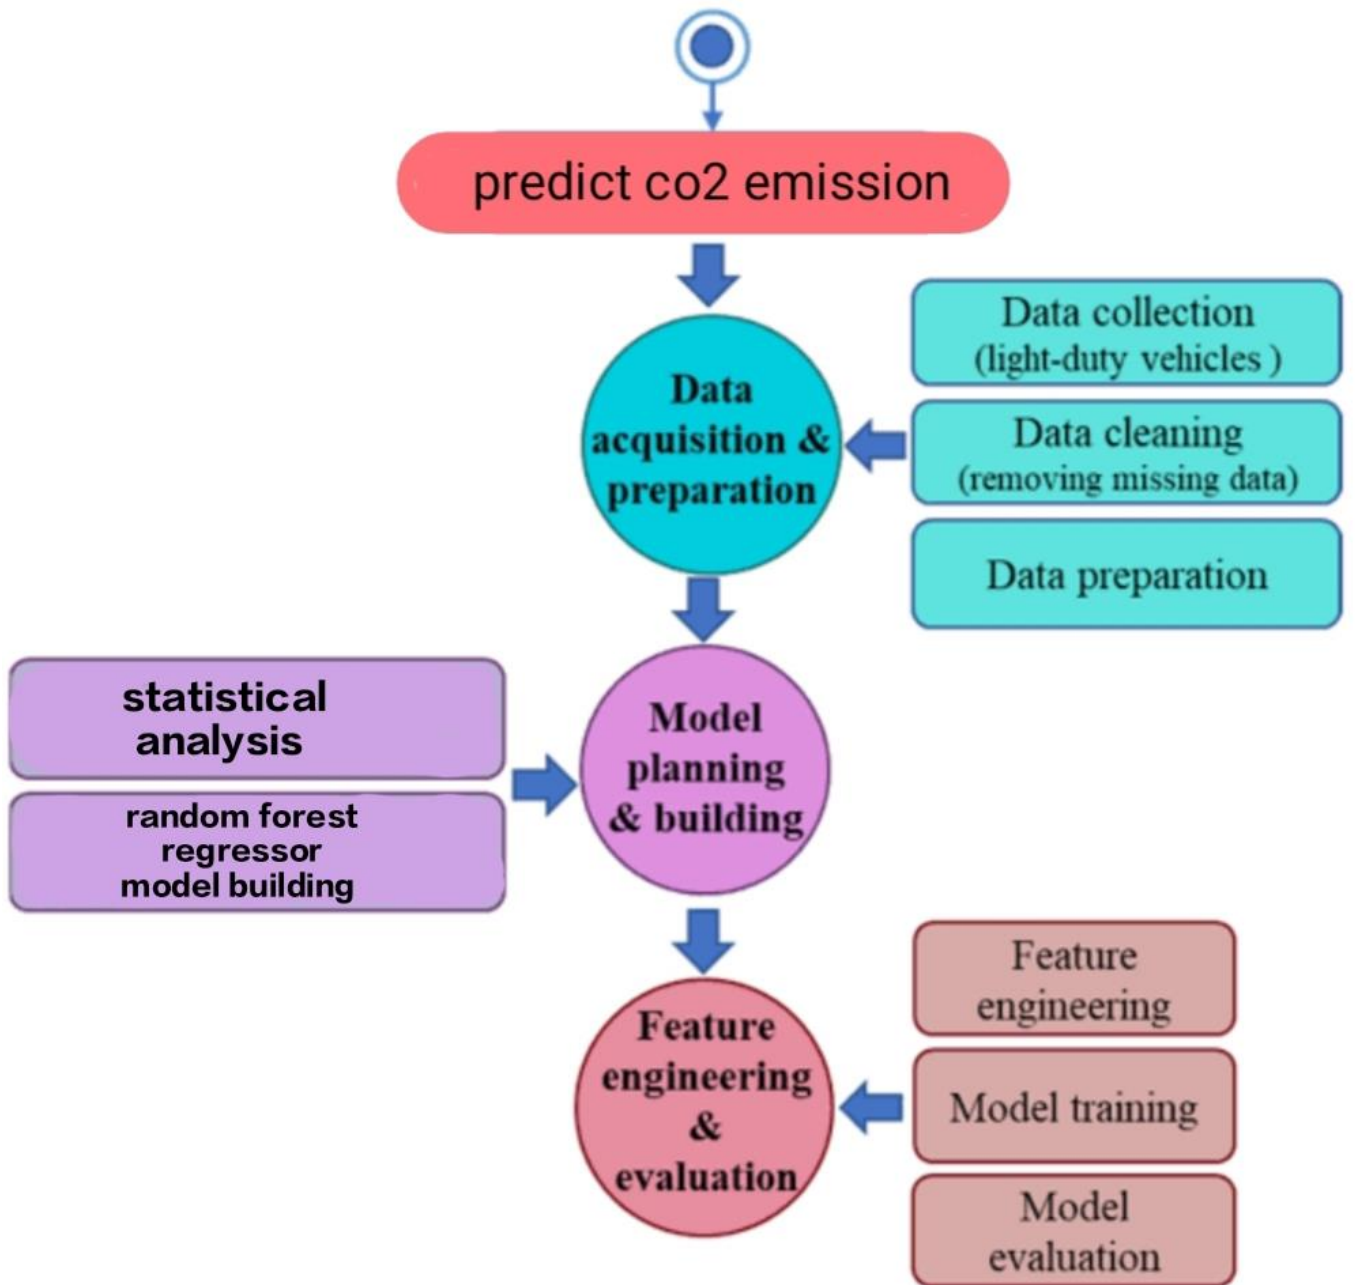 predict co2 emission
Data collection
(light-duty vehicles )
Data
acquisition &
preparation
Data cleaning
(removing missing data)
Data preparation
statistical
analysis
random forest
regressor
model building
Model
planning
& building
Feature
engineering
&
evaluation
Feature
engineering
Model training
Model
evaluation